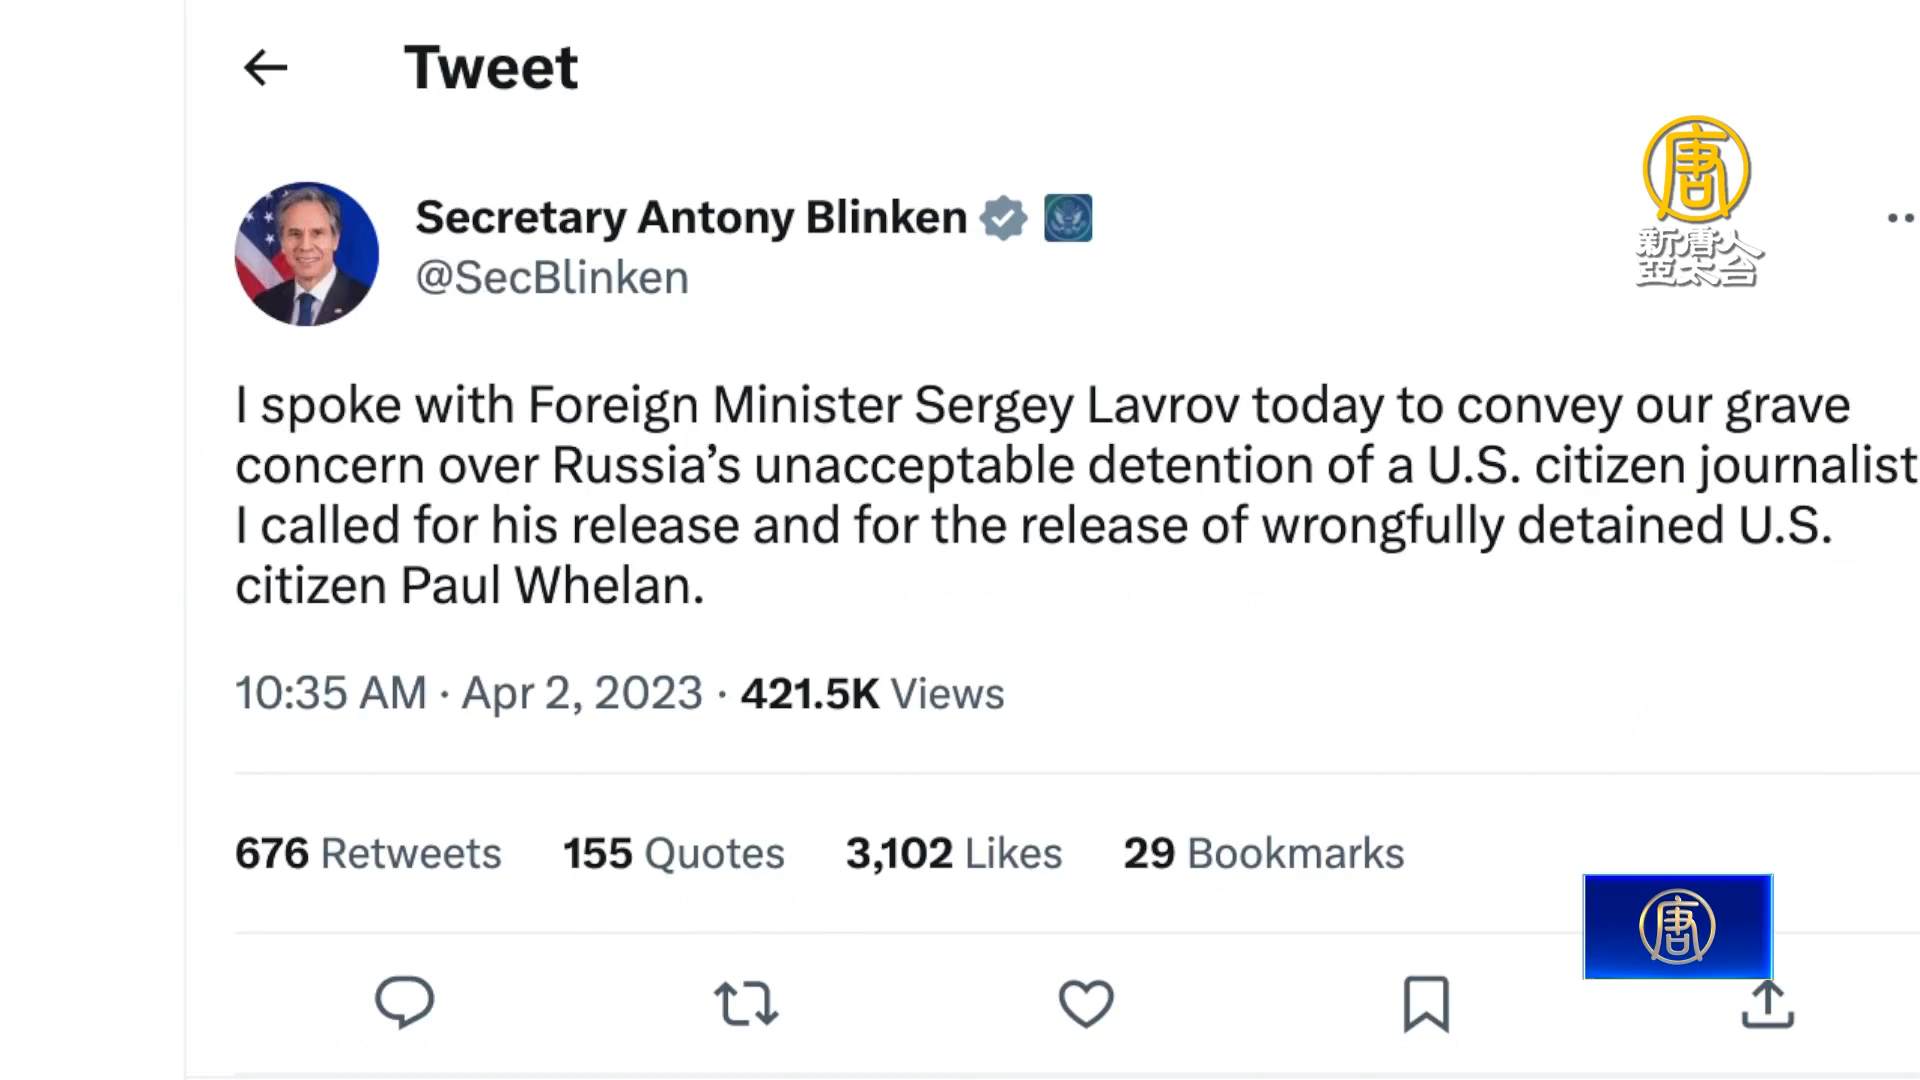 Tweet
Secretary Antony Blinken
@SecBlinken
唐
新唐人
亞太台
I spoke with Foreign Minister Sergey Lavrov today to convey our grave
concern over Russia’s unacceptable detention of a U.S. citizen journalist
I called for his release and for the release of wrongfully detained U.S.
citizen Paul Whelan.
10:35 AM · Apr 2, 2023 · 421.5K Views
676 Retweets 155 Quotes 3,102 Likes 29 Bookmarks
唐